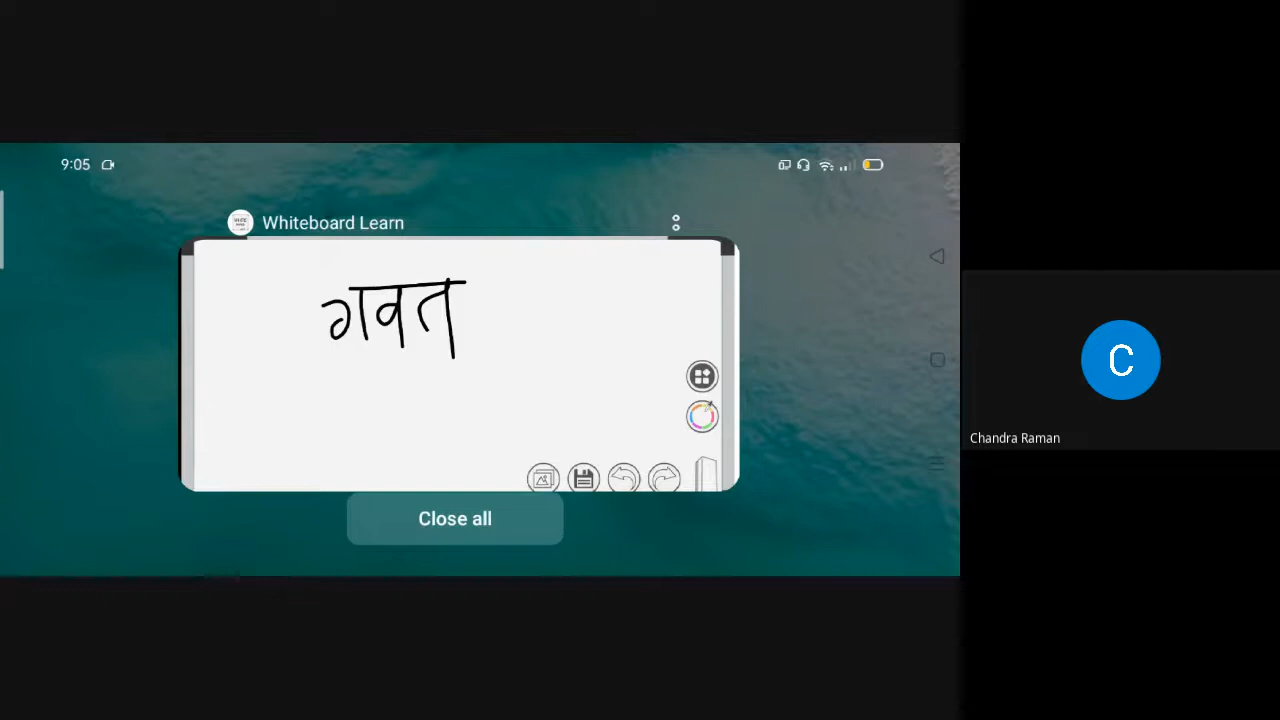 9:05
Whiteboard Learn
गवत
Close all
C
Chandra Raman